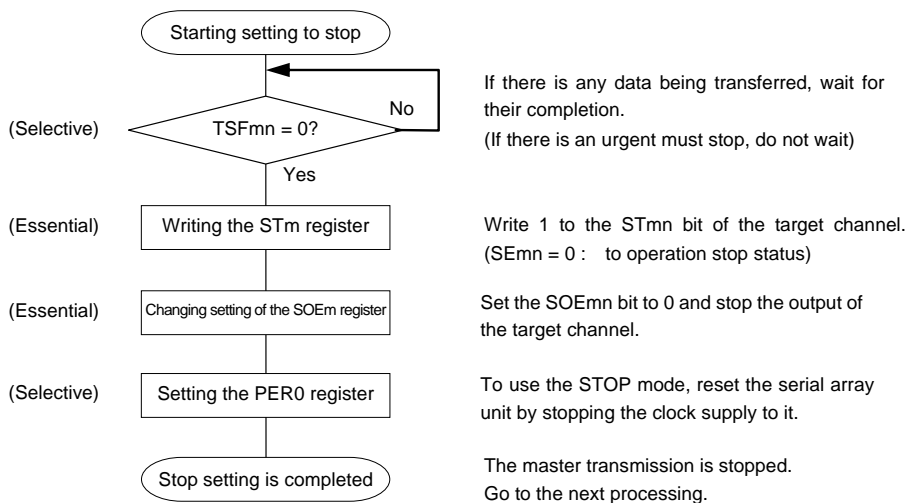 Starting setting to stop
No
If there is any data being transferred, wait for
their completion.
(If there is an urgent must stop, do not wait)
(Selective)
TSFmn = 0?
Yes
(Essential)
Writing the STm register
Write 1 to the STmn bit of the target channel.
(SEmn = 0 : to operation stop status)
(Essential)
Changing setting of the SOEm register
Set the SOEmn bit to 0 and stop the output of
the target channel.
(Selective)
Setting the PER0 register
To use the STOP mode, reset the serial array
unit by stopping the clock supply to it.
Stop setting is completed
The master transmission is stopped.
Go to the next processing.